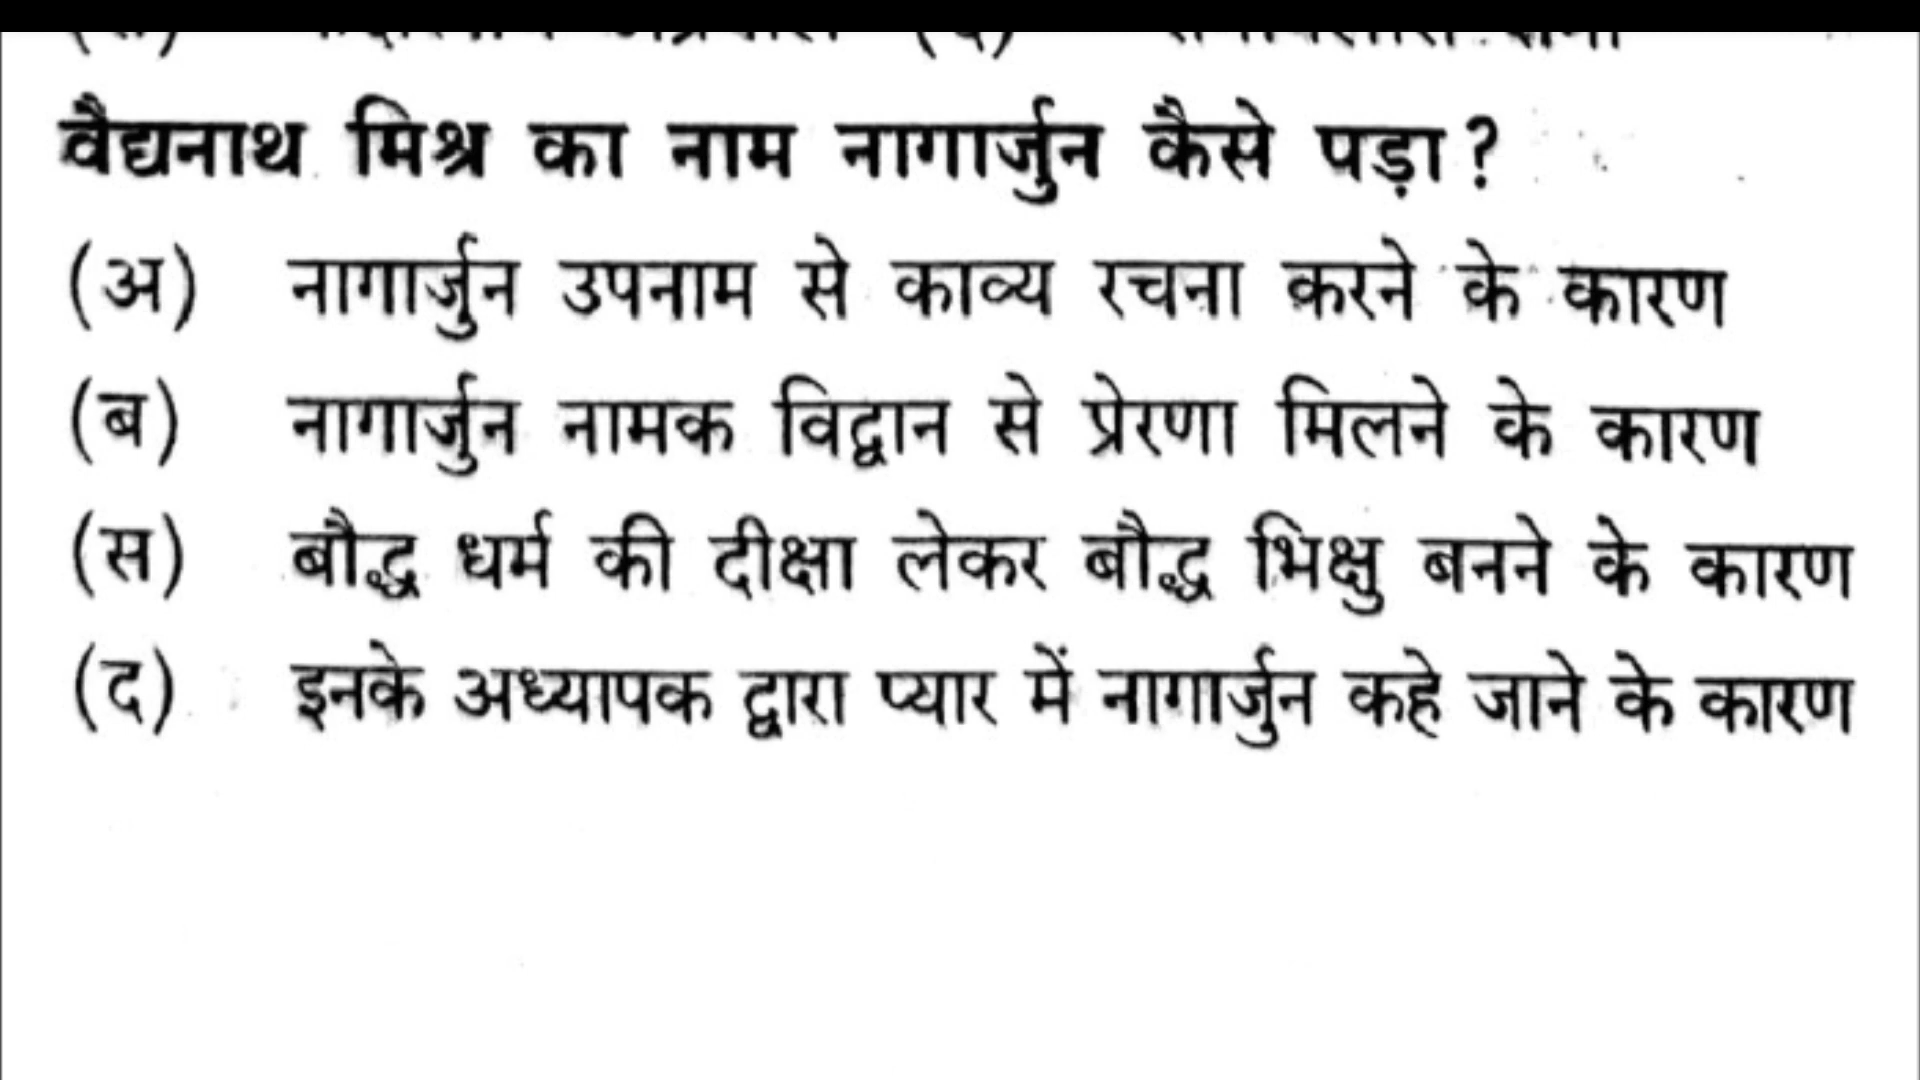 वैद्यनाथ मिश्र का नाम नागार्जुन कैसे पड़ा?
(अ) नागार्जुन उपनाम से काव्य रचना करने के कारण
(ब) नागार्जुन नामक विद्वान से प्रेरणा मिलने के कारण
(स) बौद्ध धर्म की दीक्षा लेकर बौद्ध भिक्षु बनने के कारण
(द) इनके अध्यापक द्वारा प्यार में नागार्जुन कहे जाने के कारण